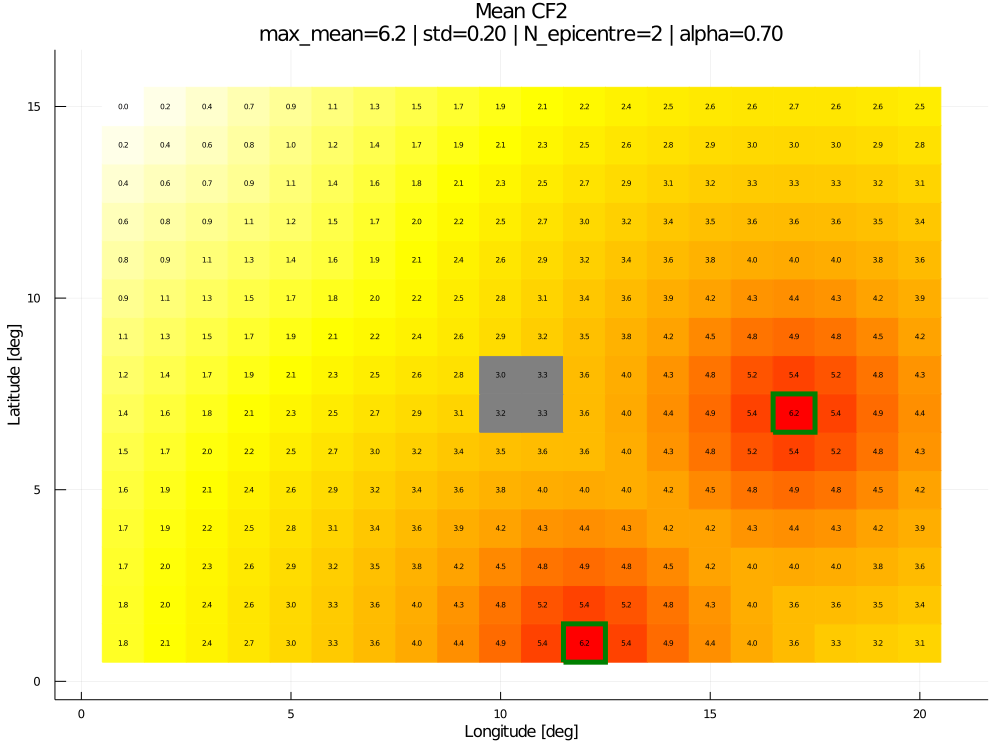 Mean CF2
max_mean=6.2 | std=0.20 | N_epicentre=2 | alpha=0.70
15
0.0 0.2 0.4 0.7 0.9 1.1 1.3 1.5 1.7 1.9 2.1 2.2 2.4 2.5 2.6 2.6 2.7 2.6 2.6 2.5
0.2 0.4 0.6 0.8 1.0 1.2 1.4 1.7 1.9 2.1 2.3 2.5 2.6 2.8 2.9 3.0 3.0 3.0 2.9 2.8
0.4 0.6 0.7 0.9 1.1 1.4 1.6 1.8 2.1 2.3 2.5 2.7 2.9 3.1 3.2 3.3 3.3 3.3 3.2 3.1
0.6 0.8 0.9 1.1 1.2 1.5 1.7 2.0 2.2 2.5 2.7 3.0 3.2 3.4 3.5 3.6 3.6 3.6 3.5 3.4
0.8 0.9 1.1 1.3 1.4 1.6 1.9 2.1 2.4 2.6 2.9 3.2 3.4 3.6 3.8 4.0 4.0 4.0 3.8 3.6
10
0.9 1.1 1.3 1.5 1.7 1.8 2.0 2.2 2.5 2.8 3.1 3.4 3.6 3.9 4.2 4.3 4.4 4.3 4.2 3.9
1.1 1.3 1.5 1.7 1.9 2.1 2.2 2.4 2.6 2.9 3.2 3.5 3.8 4.2 4.5 4.8 4.9 4.8 4.5 4.2
1.2 1.4 1.7 1.9 2.1 2.3 2.5 2.6 2.8 3.0 3.3 3.6 4.0 4.3 4.8 5.2 5.4 5.2 4.8 4.3
1.4 1.6 1.8 2.1 2.3 2.5 2.7 2.9 3.1 3.2 3.3 3.6 4.0 4.4 4.9 5.4 6.2 5.4 4.9 4.4
1.5 1.7 2.0 2.2 2.5 2.7 3.0 3.2 3.4 3.5 3.6 3.6 4.0 4.3 4.8 5.2 5.4 5.2 4.8 4.3
5
1.6 1.9 2.1 2.4 2.6 2.9 3.2 3.4 3.6 3.8 4.0 4.0 4.0 4.2 4.5 4.8 4.9 4.8 4.5 4.2
1.7 1.9 2.2 2.5 2.8 3.1 3.4 3.6 3.9 4.2 4.3 4.4 4.3 4.2 4.2 4.3 4.4 4.3 4.2 3.9
1.7 2.0 2.3 2.6 2.9 3.2 3.5 3.8 4.2 4.5 4.8 4.9 4.8 4.5 4.2 4.0 4.0 4.0 3.8 3.6
1.8 2.0 2.4 2.6 3.0 3.3 3.6 4.0 4.3 4.8 5.2 5.4 5.2 4.8 4.3 4.0 3.6 3.6 3.5 3.4
1.8 2.1 2.4 2.7 3.0 3.3 3.6 4.0 4.4 4.9 5.4 6.2 5.4 4.9 4.4 4.0 3.6 3.3 3.2 3.1
0
Latitude [deg]
0 5 10 15 20
Longitude [deg]